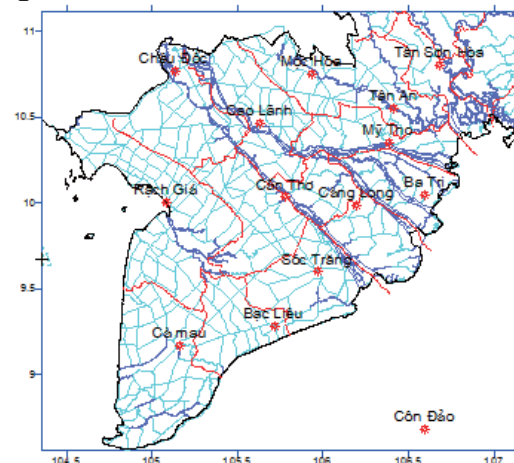 11
Tân Sơn Hòa
Châu Đốc
Mộc Hóa
Tân An
10.5
Cao Lãnh
Mỹ Tho
Cần Thơ
Càng Long
Ba Tri
Rạch Giá
10
Sóc Trăng
9.5
Bạc Liêu
Cà mau
9
Côn Đảo
104.5
105
105.5
106
106.5
107